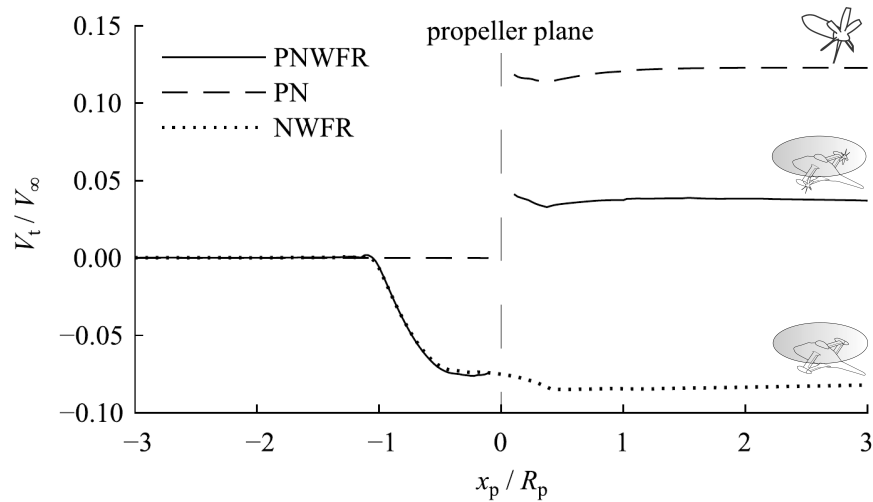 0.15
0.10
0.05
0.00
−0.05
−0.10
V_t / V_∞
propeller plane
PNWFR
PN
NWFR
−3 −2 −1 0 1 2 3
x_p / R_p